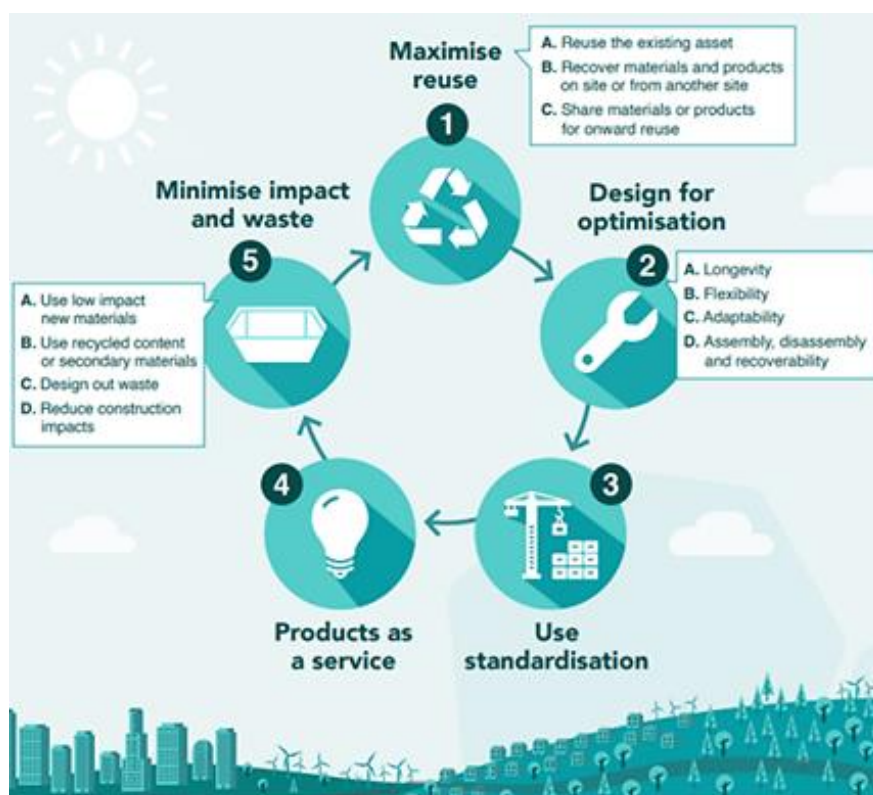 Maximise
reuse
1
A. Reuse the existing asset
B. Recover materials and products
on site or from another site
C. Share materials or products
for onward reuse
Design for
optimisation
2
A. Longevity
B. Flexibility
C. Adaptability
D. Assembly, disassembly
and recoverability
3
Use
standardisation
4
Products as
a service
Minimise impact
and waste
5
A. Use low impact
new materials
B. Use recycled content
or secondary materials
C. Design out waste
D. Reduce construction
impacts